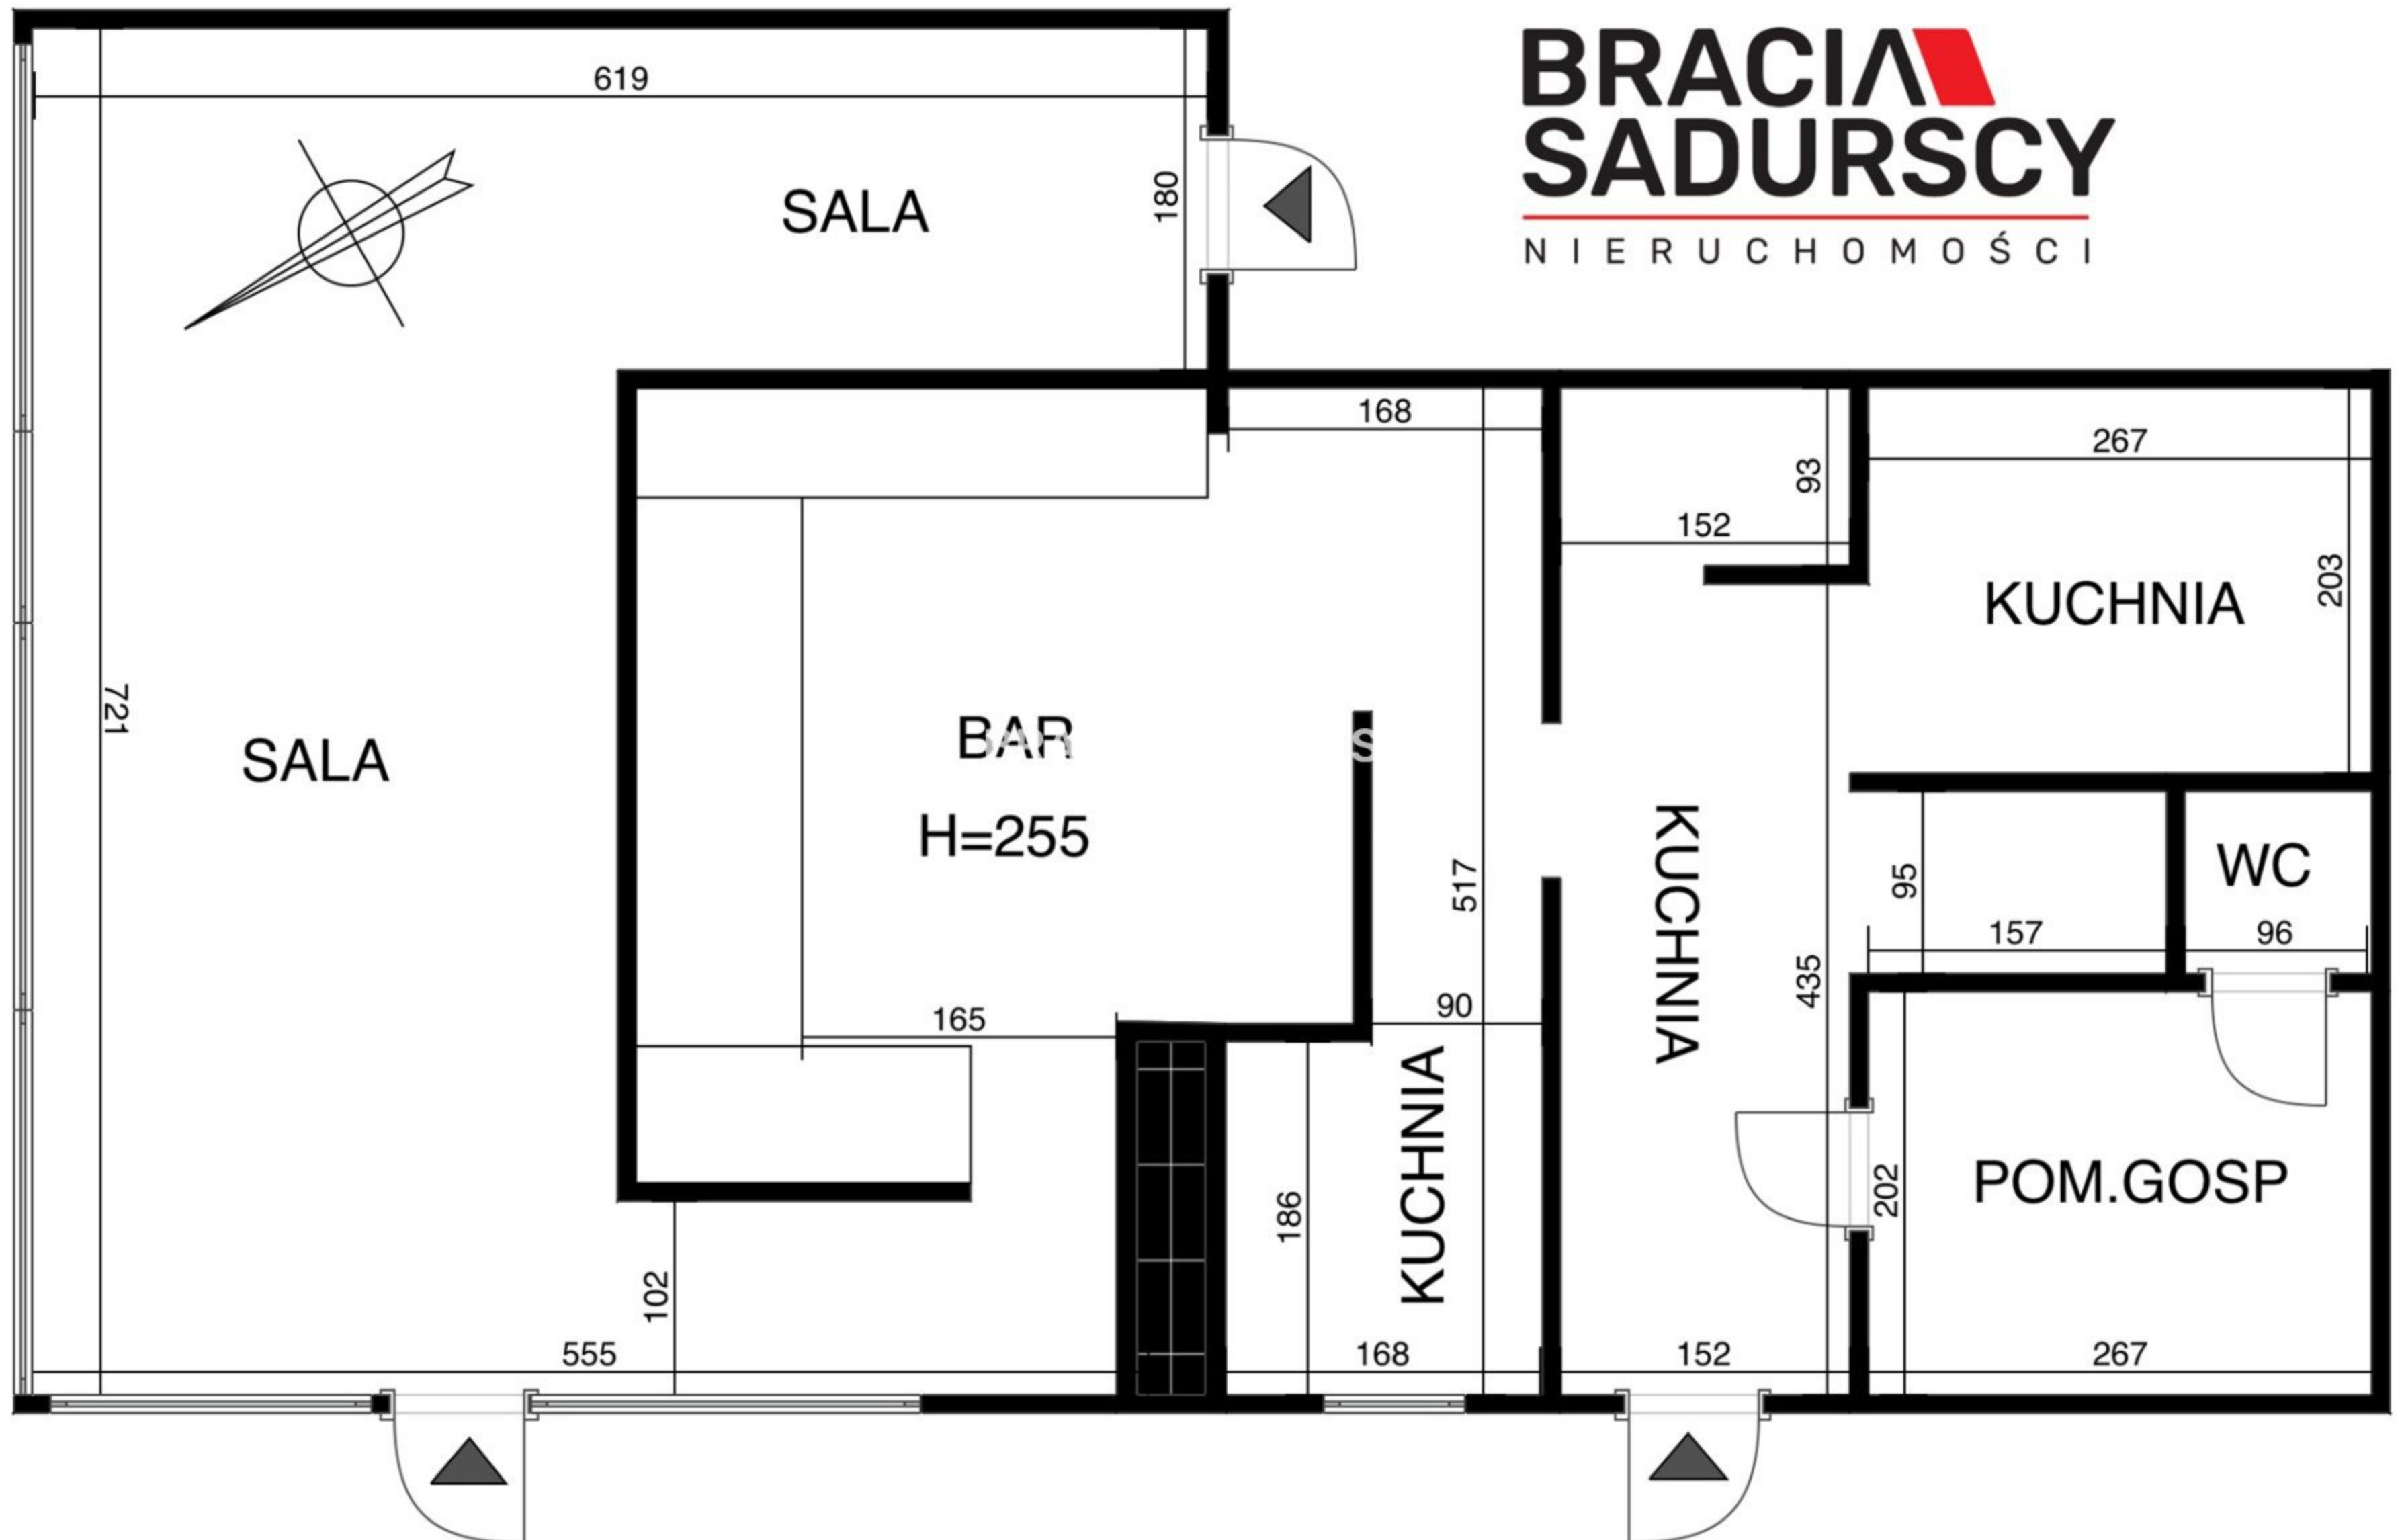 BRACIA
SADURSCY
NIERUCHOMOŚCI
619
SALA
180
168
93
267
152
KUCHNIA
203
721
SALA
BAR
H=255
517
KUCHNIA
435
95
WC
157
96
165
90
KUCHNIA
186
202
POM.GOSP
102
555
168
152
267